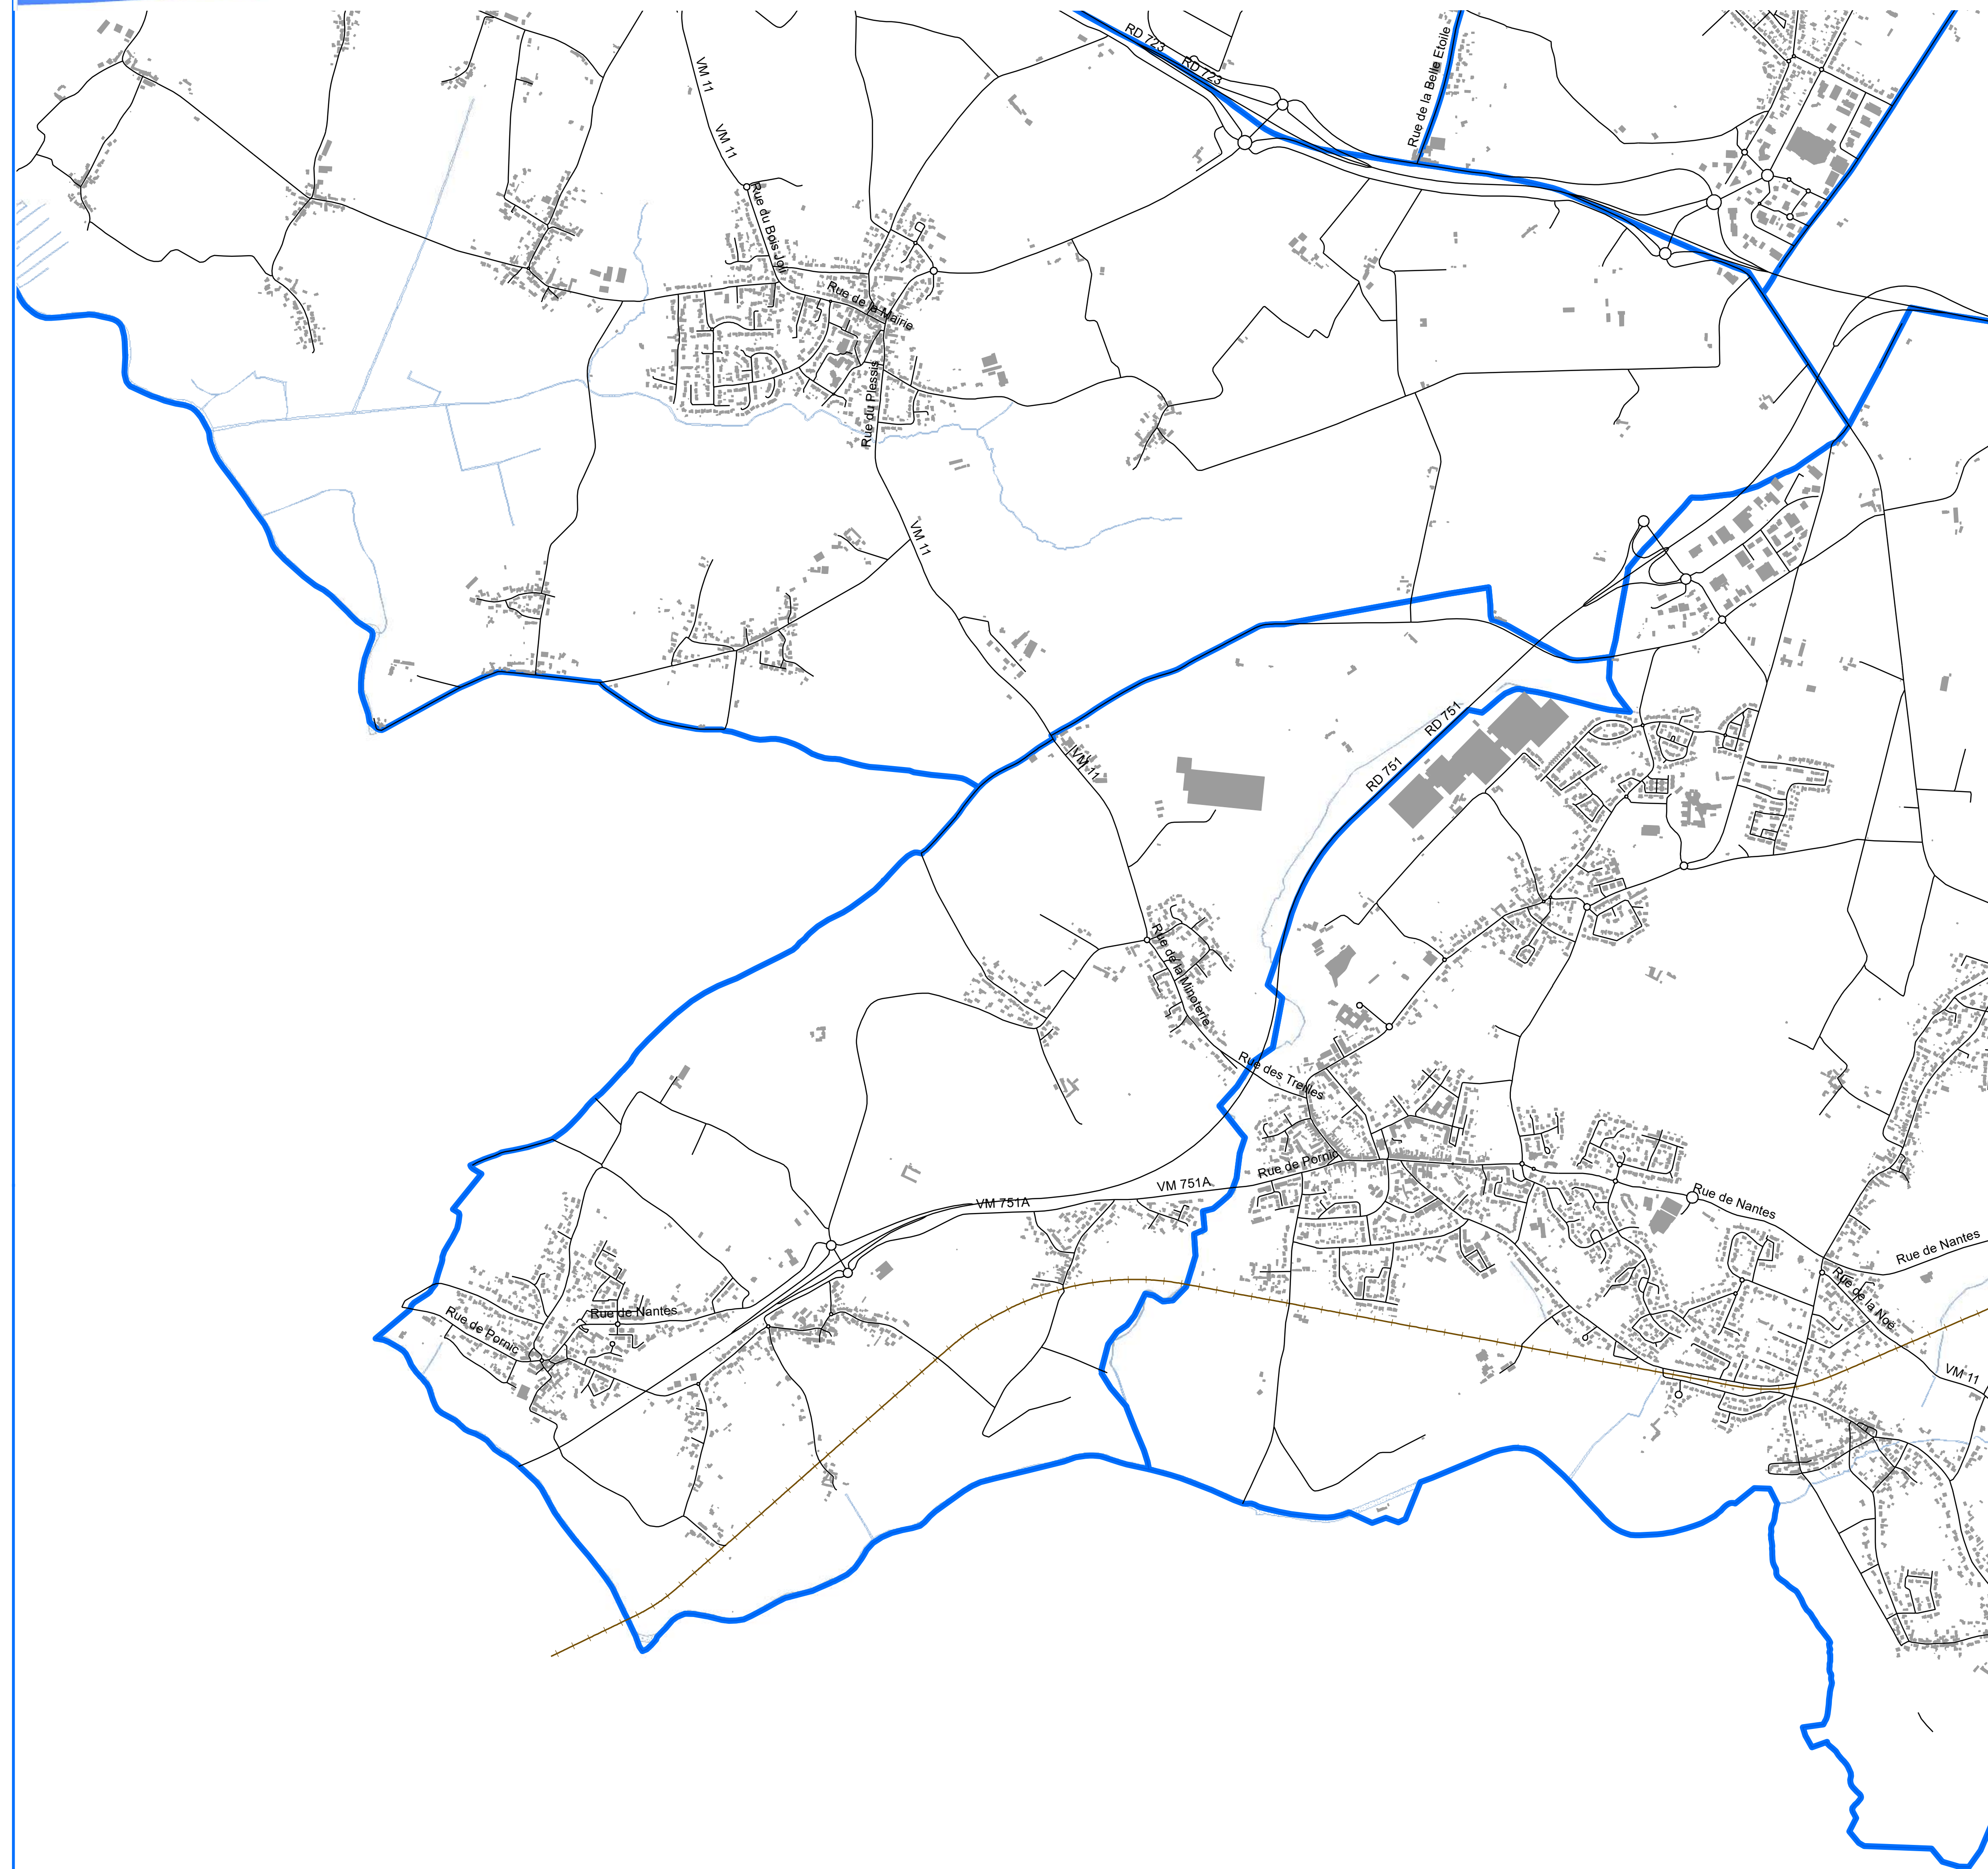 RD 723
RD 723
Rue de la Belle Etoile
VM 11
VM 11
Rue du Bois Joli
Rue de la Mairie
Rue du Plessis
VM 11
RD 751
RD 751
VM 11
Rue de la Minoterie
Rue des Treilles
Rue de Pornic
VM 751A
VM 751A
Rue de Nantes
Rue de Nantes
Rue de la Noë
Rue de Nantes
Rue de Pornic
VM 11